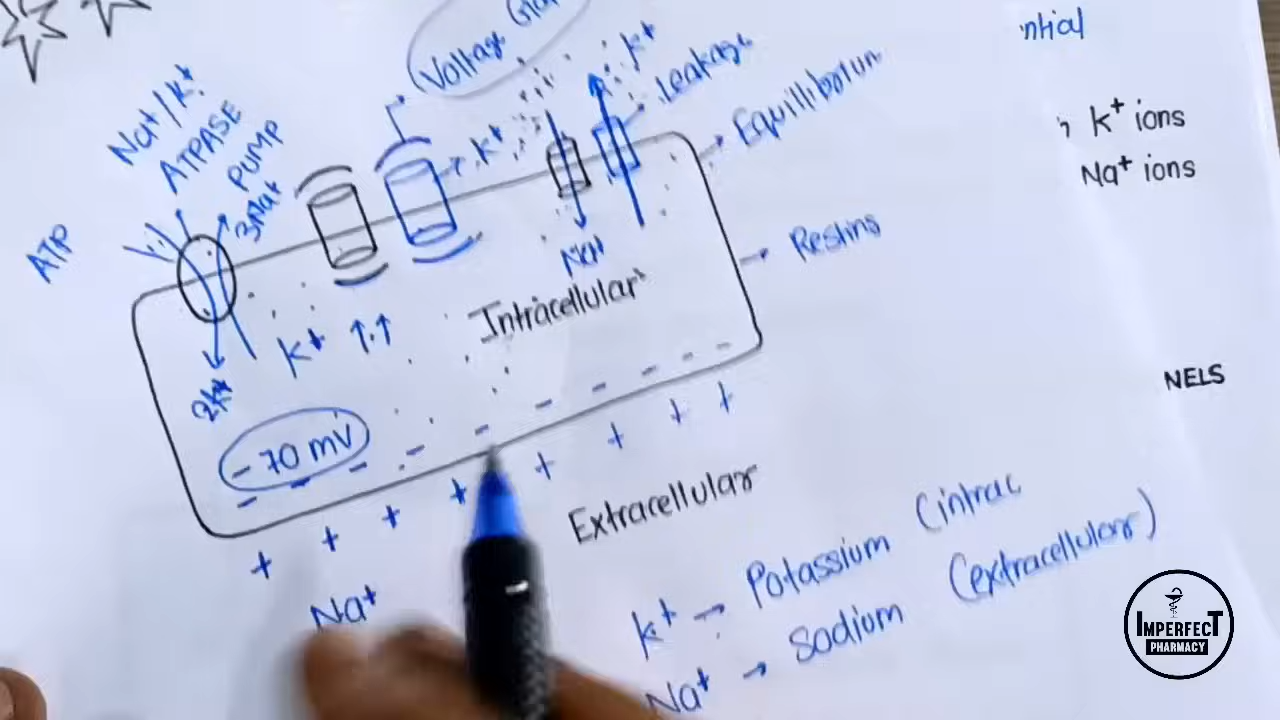 Voltage
ntial
K+
Leakage
Equillibrium
K+ ions
Na+ ions
Na+/K+
ATPASE
PUMP
3Na+
K+
ATP
Resting
Na+
Intracellular
K+ ↑.↑
2K+
- 70 mV
NELS
Extracellular
K+ → Potassium (intrac
Na+ → Sodium (extracellular)
Na+
IMPERFECT
PHARMACY